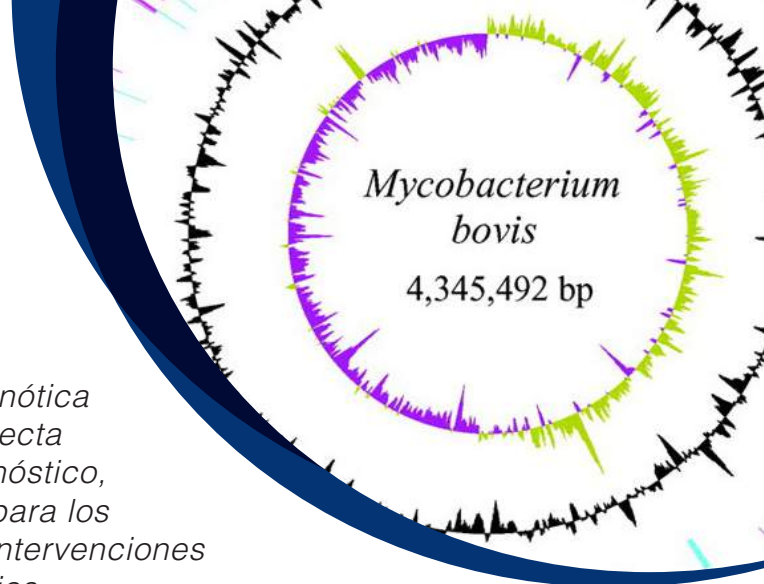 Mycobacterium
bovis
4,345,492 bp
nótica
ecta
nóstico,
para los
ntervenciones